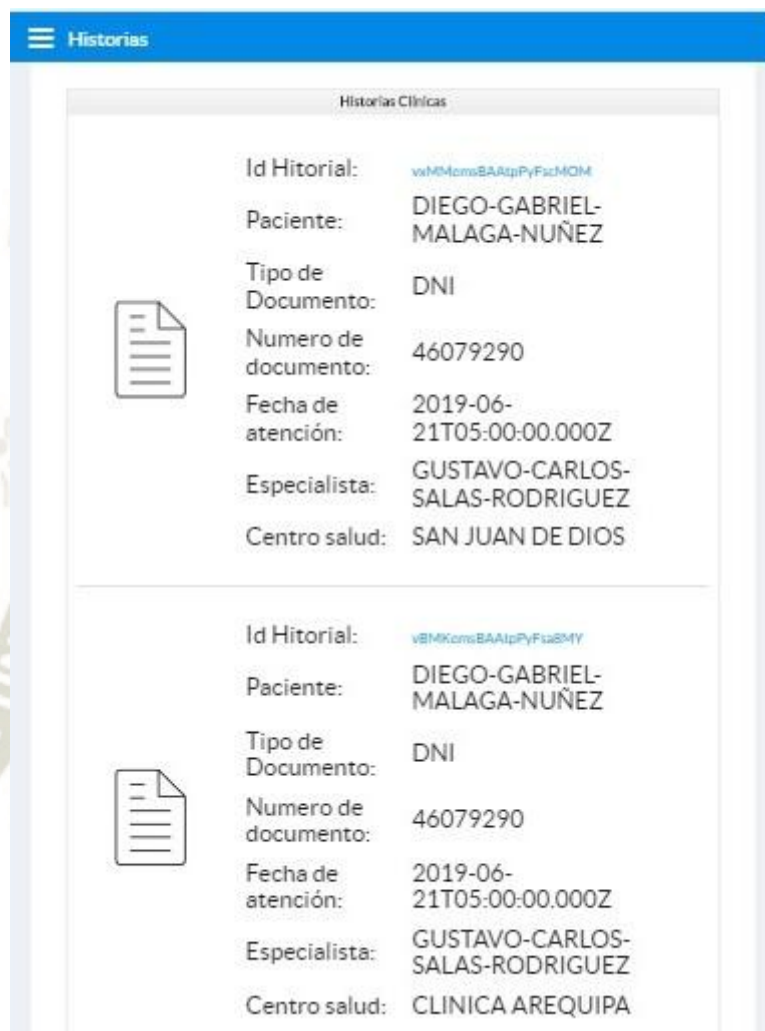 Historias
Historias Clínicas
Id Hitorial:
Paciente: DIEGO-GABRIEL-
MALAGA-NUÑEZ
Tipo de
Documento: DNI
Numero de
documento: 46079290
Fecha de
atención: 2019-06-
21T05:00:00.000Z
Especialista: GUSTAVO-CARLOS-
SALAS-RODRIGUEZ
Centro salud: SAN JUAN DE DIOS
Id Hitorial:
Paciente: DIEGO-GABRIEL-
MALAGA-NUÑEZ
Tipo de
Documento: DNI
Numero de
documento: 46079290
Fecha de
atención: 2019-06-
21T05:00:00.000Z
Especialista: GUSTAVO-CARLOS-
SALAS-RODRIGUEZ
Centro salud: CLINICA AREQUIPA